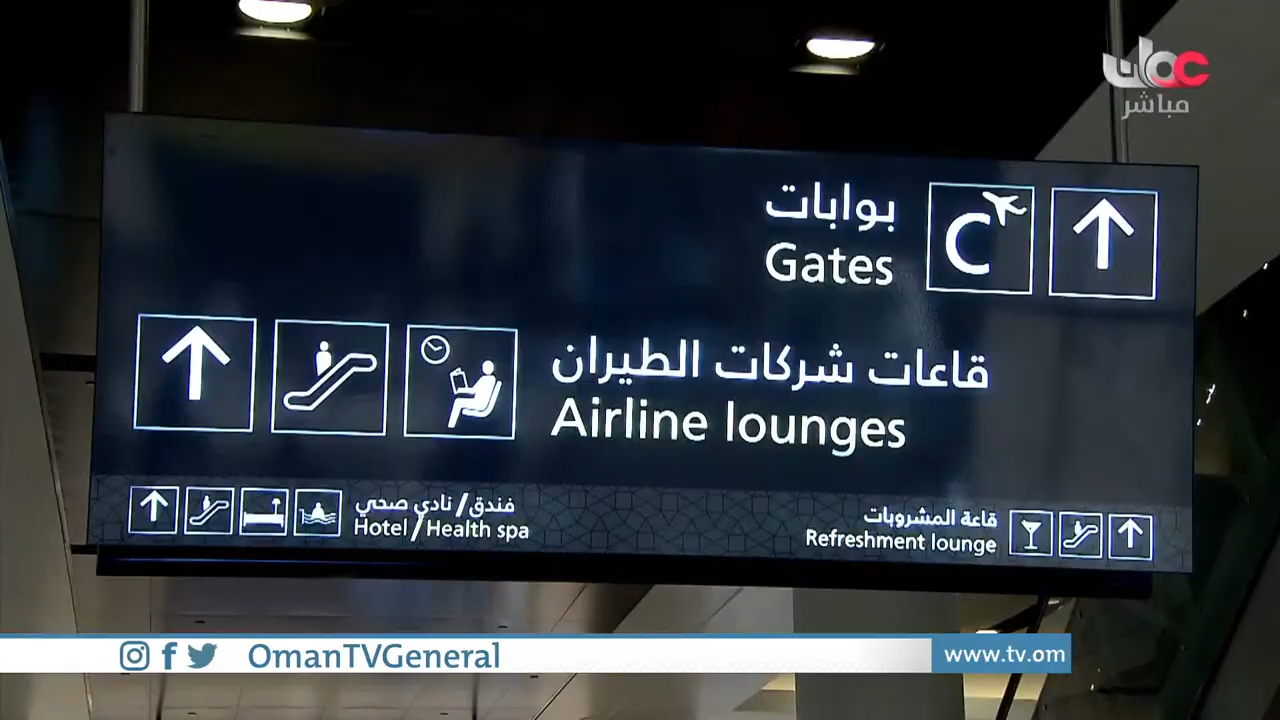 عمان
مباشر
بوابات
Gates
C
قاعات شركات الطيران
Airline lounges
فندق/نادي صحي
Hotel/Health spa
قاعة المشروبات
Refreshment lounge
OmanTVGeneral
www.tv.om